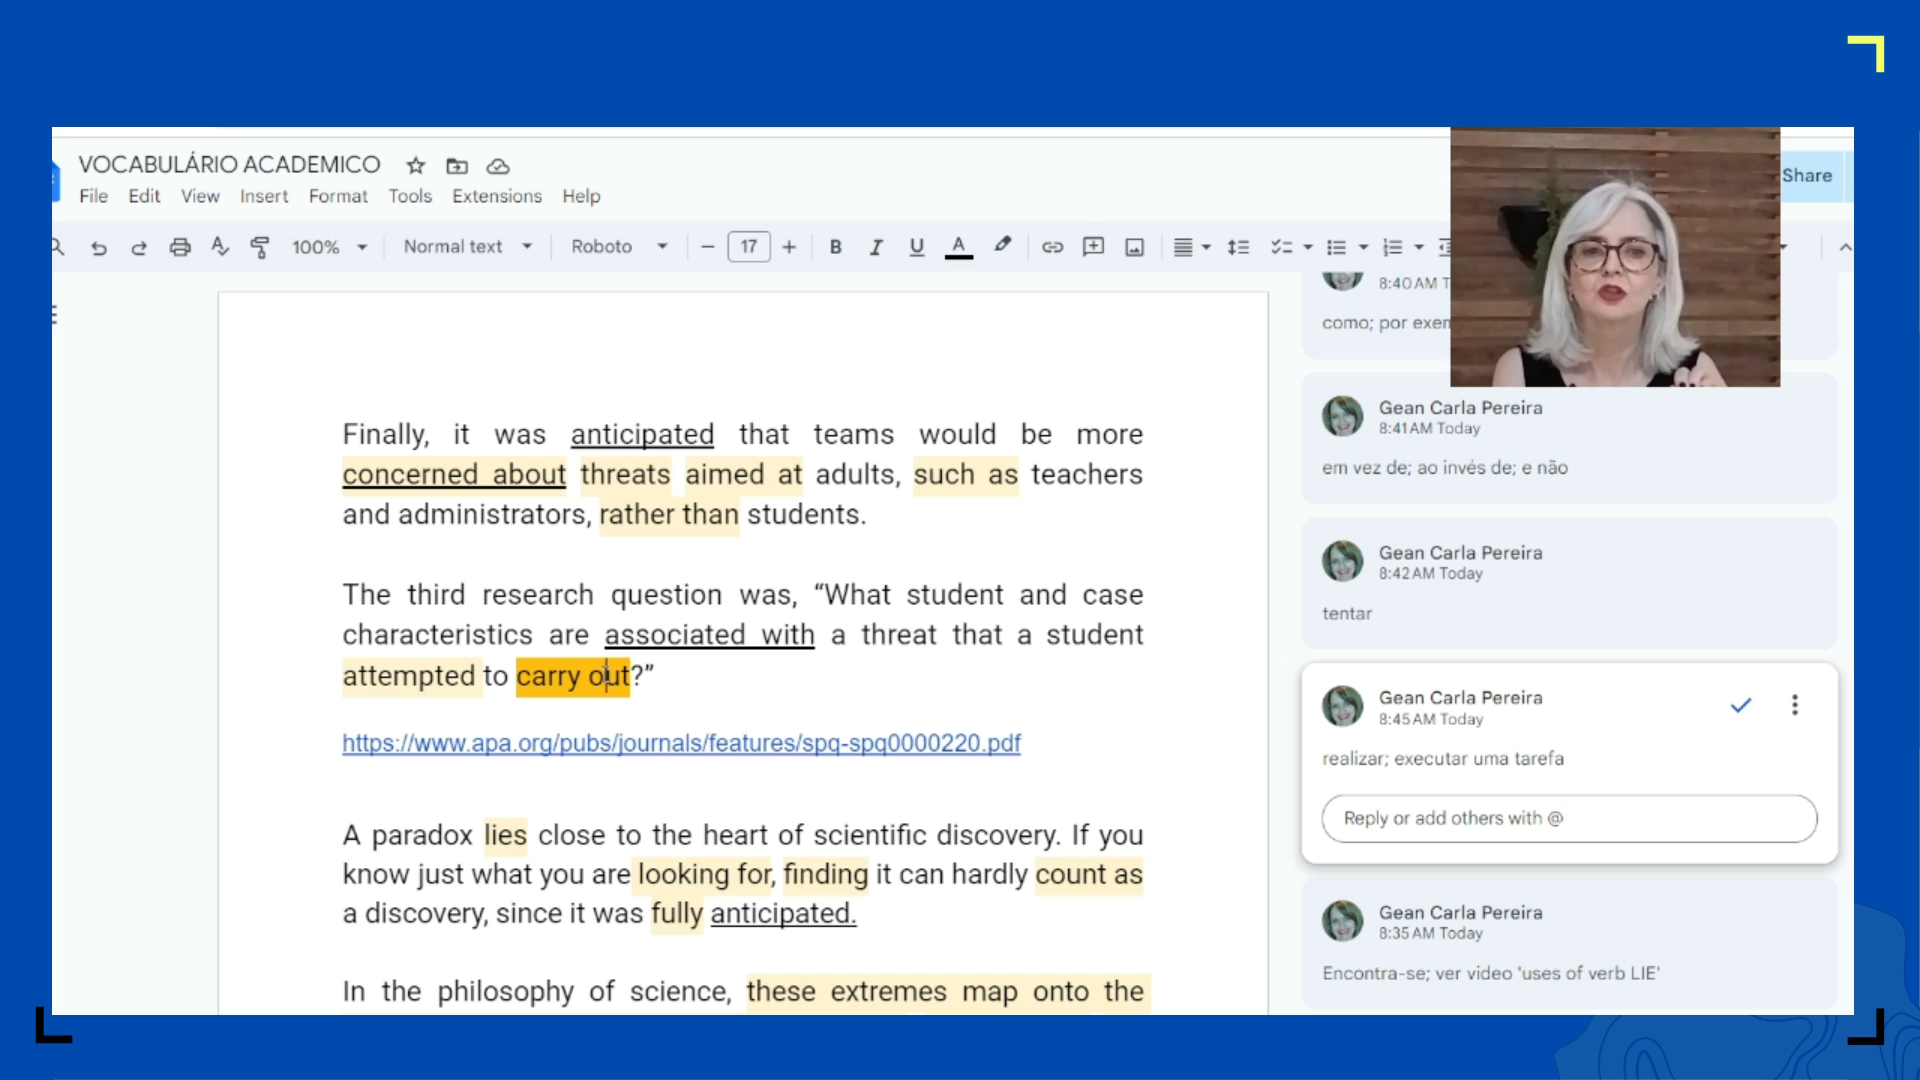 VOCABULÁRIO ACADEMICO
File Edit View Insert Format Tools Extensions Help
Share
100% Normal text Roboto 17 B I U A
Finally, it was anticipated that teams would be more
concerned about threats aimed at adults, such as teachers
and administrators, rather than students.
The third research question was, “What student and case
characteristics are associated with a threat that a student
attempted to carry out?”
https://www.apa.org/pubs/journals/features/spq-spq0000220.pdf
A paradox lies close to the heart of scientific discovery. If you
know just what you are looking for, finding it can hardly count as
a discovery, since it was fully anticipated.
In the philosophy of science, these extremes map onto the
8:40 AM
como; por
Gean Carla Pereira
8:41 AM Today
em vez de; ao invés de; e não
Gean Carla Pereira
8:42 AM Today
tentar
Gean Carla Pereira
8:45 AM Today
realizar; executar uma tarefa
Reply or add others with @
Gean Carla Pereira
8:35 AM Today
Encontra-se; ver video 'uses of verb LIE'